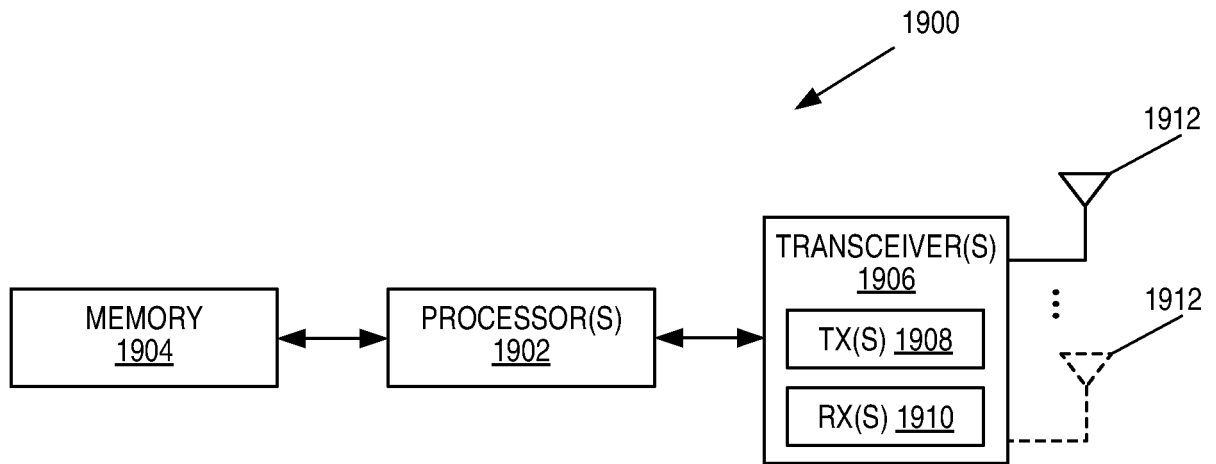 1900
1912
TRANSCEIVER(S)
1906
1912
MEMORY
1904
PROCESSOR(S)
1902
TX(S) 1908
RX(S) 1910